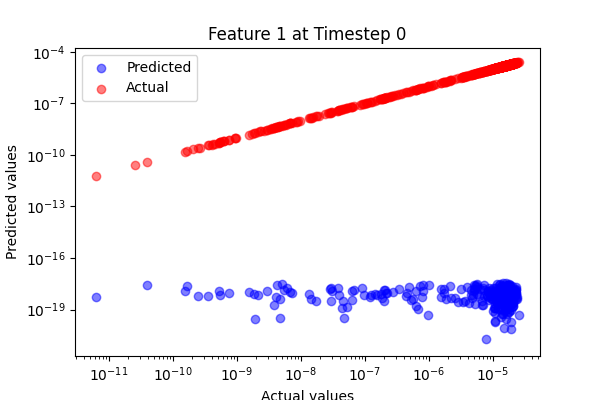 Feature 1 at Timestep 0
Predicted
Actual
Predicted values
10⁻⁴
10⁻⁷
10⁻¹⁰
10⁻¹³
10⁻¹⁶
10⁻¹⁹
10⁻¹¹ 10⁻¹⁰ 10⁻⁹ 10⁻⁸ 10⁻⁷ 10⁻⁶ 10⁻⁵
Actual values